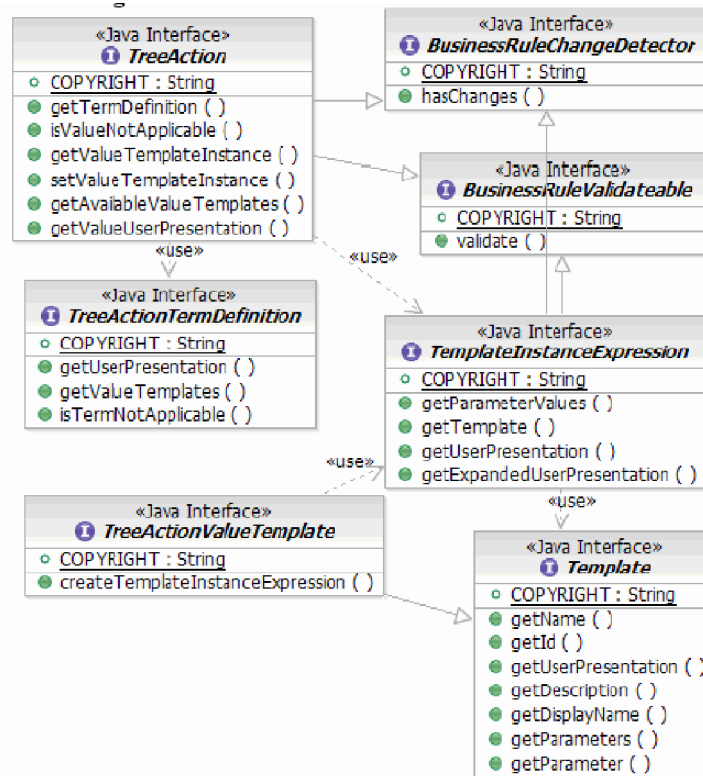 «Java Interface»
TreeAction
COPYRIGHT : String
getTermDefinition ( )
isValueNotApplicable ( )
getValueTemplateInstance ( )
setValueTemplateInstance ( )
getAvailableValueTemplates ( )
getValueUserPresentation ( )
«Java Interface»
BusinessRuleChangeDetector
COPYRIGHT : String
hasChanges ( )
«Java Interface»
BusinessRuleValidateable
COPYRIGHT : String
validate ( )
«use»
«use»
«Java Interface»
TreeActionTermDefinition
COPYRIGHT : String
getUserPresentation ( )
getValueTemplates ( )
isTermNotApplicable ( )
«Java Interface»
TemplateInstanceExpression
COPYRIGHT : String
getParameterValues ( )
getTemplate ( )
getUserPresentation ( )
getExpandedUserPresentation ( )
«use»
«use»
«Java Interface»
TreeActionValueTemplate
COPYRIGHT : String
createTemplateInstanceExpression ( )
«Java Interface»
Template
COPYRIGHT : String
getName ( )
getId ( )
getUserPresentation ( )
getDescription ( )
getDisplayName ( )
getParameters ( )
getParameter ( )